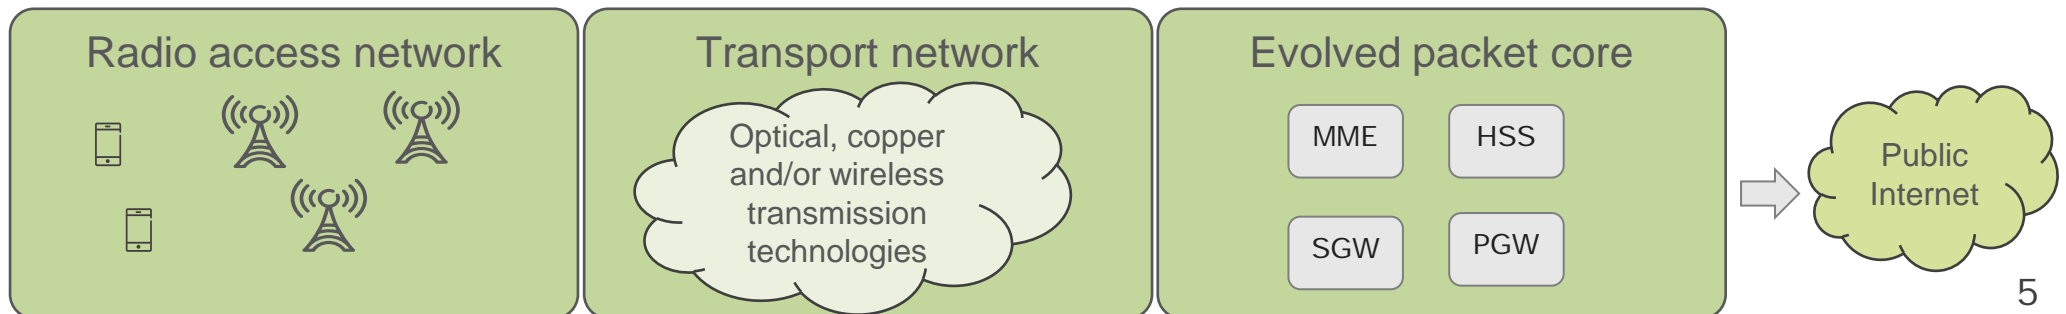 Radio access network
Transport network
Optical, copper
and/or wireless
transmission
technologies
Evolved packet core
MME
HSS
SGW
PGW
Public
Internet
5